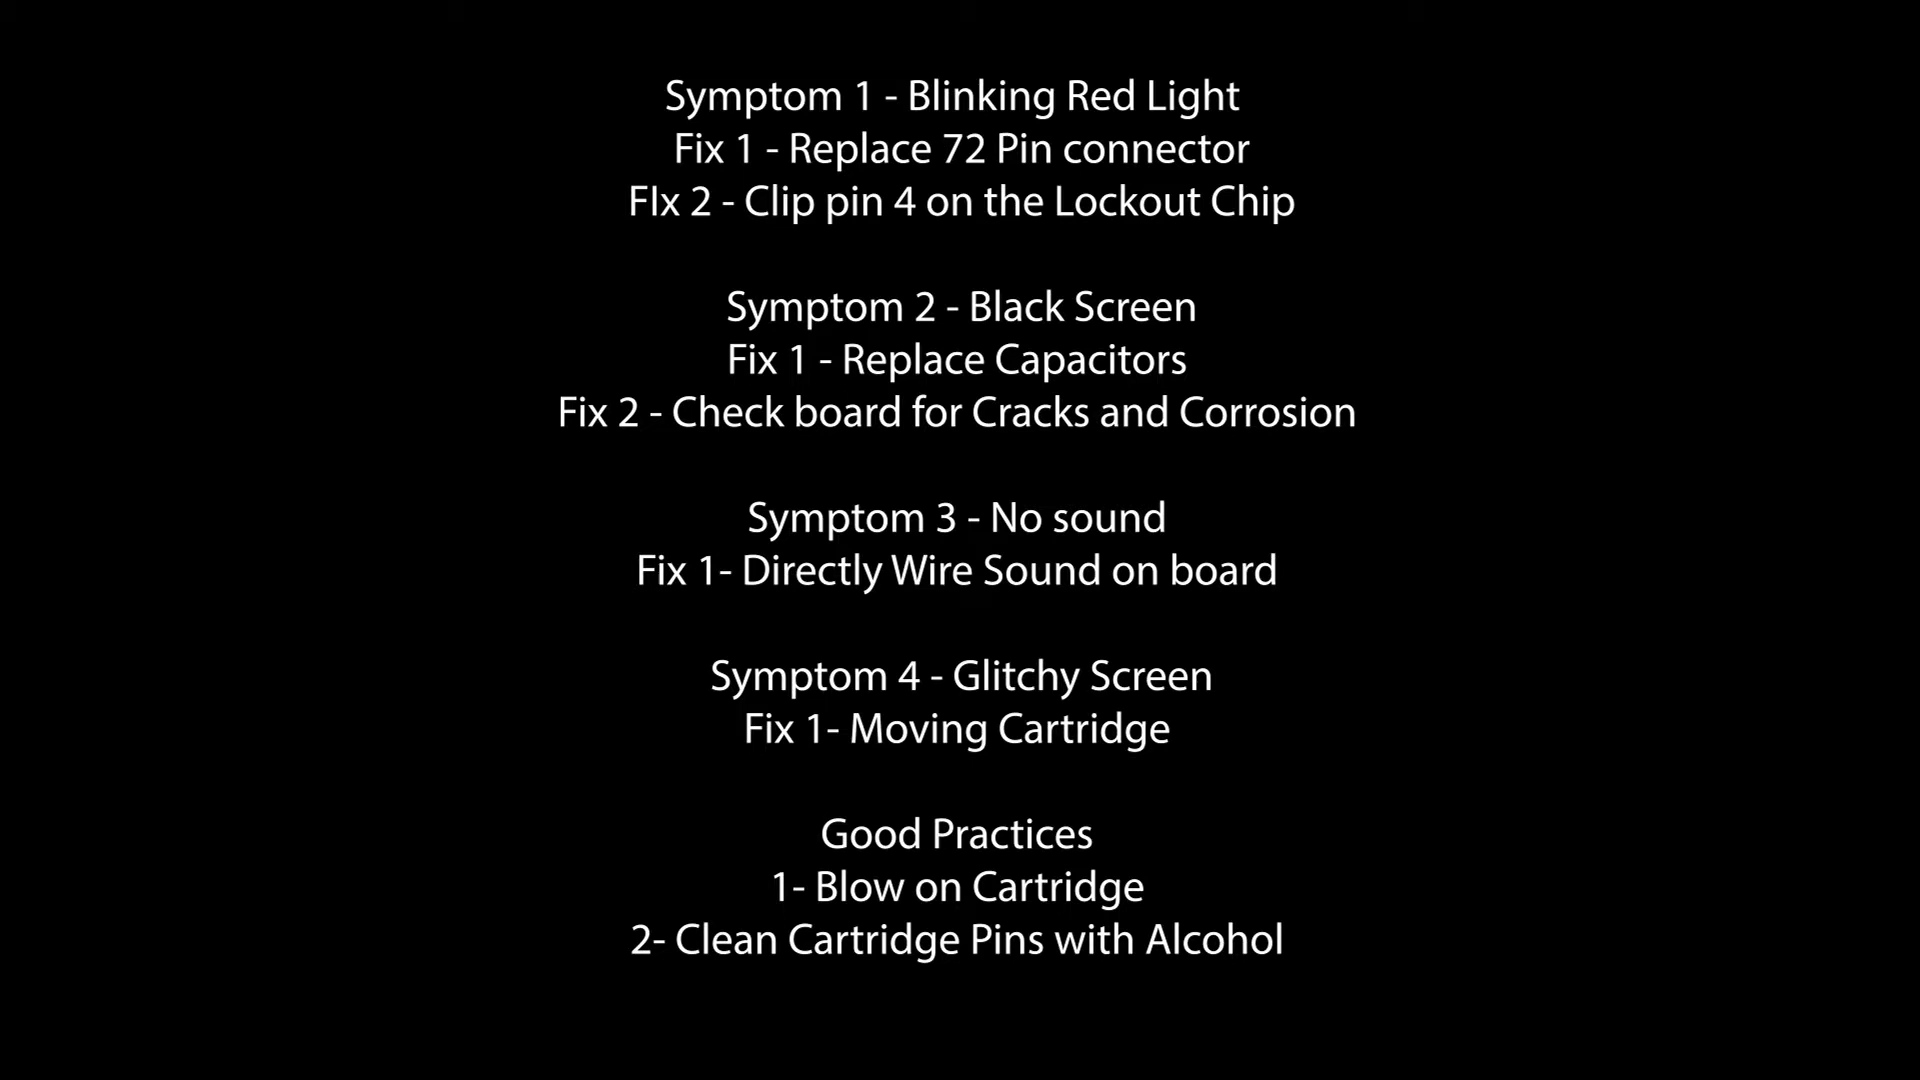 Symptom 1 - Blinking Red Light
Fix 1 - Replace 72 Pin connector
FIx 2 - Clip pin 4 on the Lockout Chip
Symptom 2 - Black Screen
Fix 1 - Replace Capacitors
Fix 2 - Check board for Cracks and Corrosion
Symptom 3 - No sound
Fix 1- Directly Wire Sound on board
Symptom 4 - Glitchy Screen
Fix 1- Moving Cartridge
Good Practices
1- Blow on Cartridge
2- Clean Cartridge Pins with Alcohol